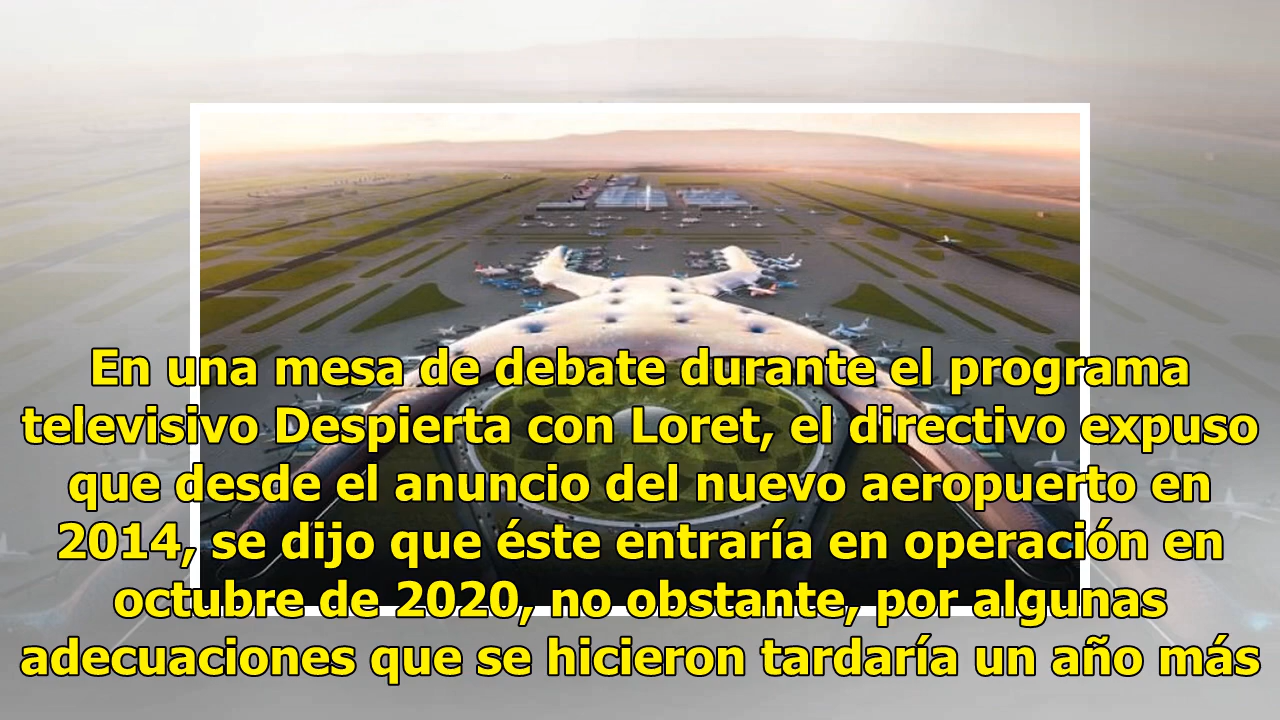 En una mesa de debate durante el programa
televisivo Despierta con Loret, el directivo expuso
que desde el anuncio del nuevo aeropuerto en
2014, se dijo que éste entraría en operación en
octubre de 2020, no obstante, por algunas
adecuaciones que se hicieron tardaría un año más